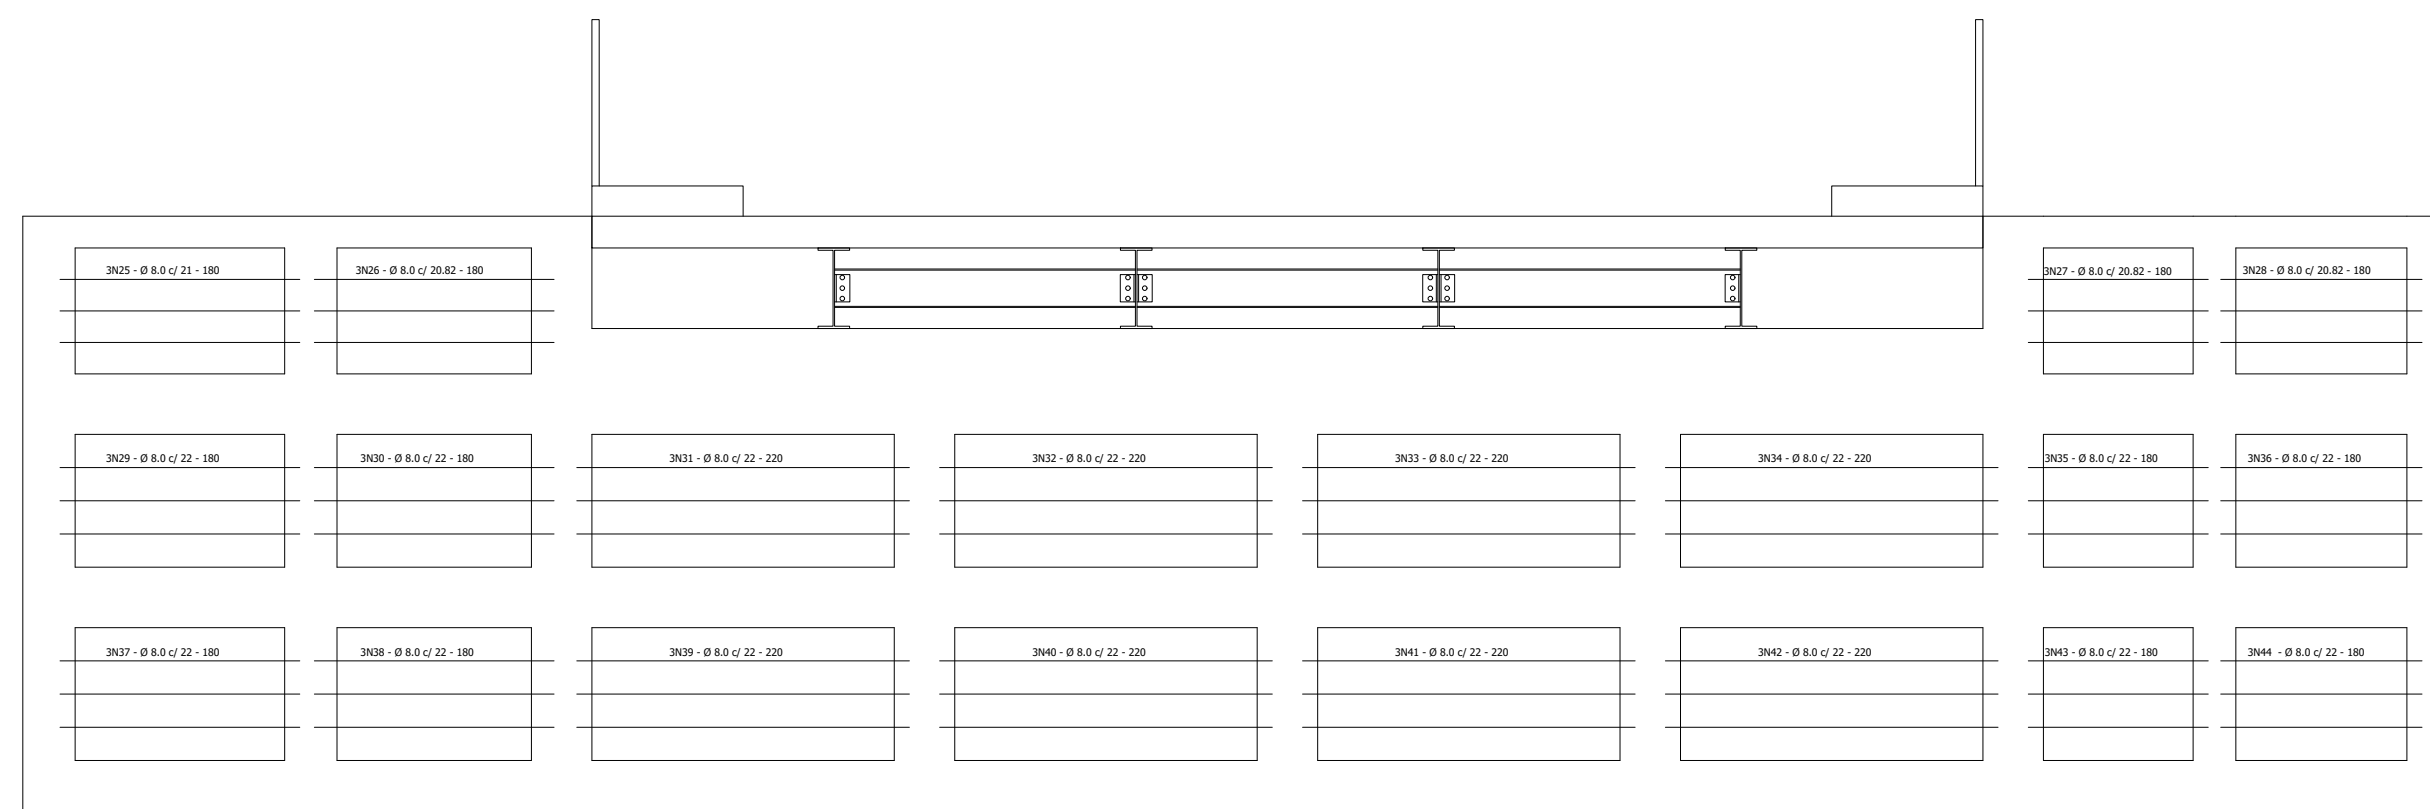 3N25 - Ø 8.0 c/ 21 - 180
3N26 - Ø 8.0 c/ 20.82 - 180
3N27 - Ø 8.0 c/ 20.82 - 180
3N28 - Ø 8.0 c/ 20.82 - 180
3N29 - Ø 8.0 c/ 22 - 180
3N30 - Ø 8.0 c/ 22 - 180
3N31 - Ø 8.0 c/ 22 - 220
3N32 - Ø 8.0 c/ 22 - 220
3N33 - Ø 8.0 c/ 22 - 220
3N34 - Ø 8.0 c/ 22 - 220
3N35 - Ø 8.0 c/ 22 - 180
3N36 - Ø 8.0 c/ 22 - 180
3N37 - Ø 8.0 c/ 22 - 180
3N38 - Ø 8.0 c/ 22 - 180
3N39 - Ø 8.0 c/ 22 - 220
3N40 - Ø 8.0 c/ 22 - 220
3N41 - Ø 8.0 c/ 22 - 220
3N42 - Ø 8.0 c/ 22 - 220
3N43 - Ø 8.0 c/ 22 - 180
3N44 - Ø 8.0 c/ 22 - 180